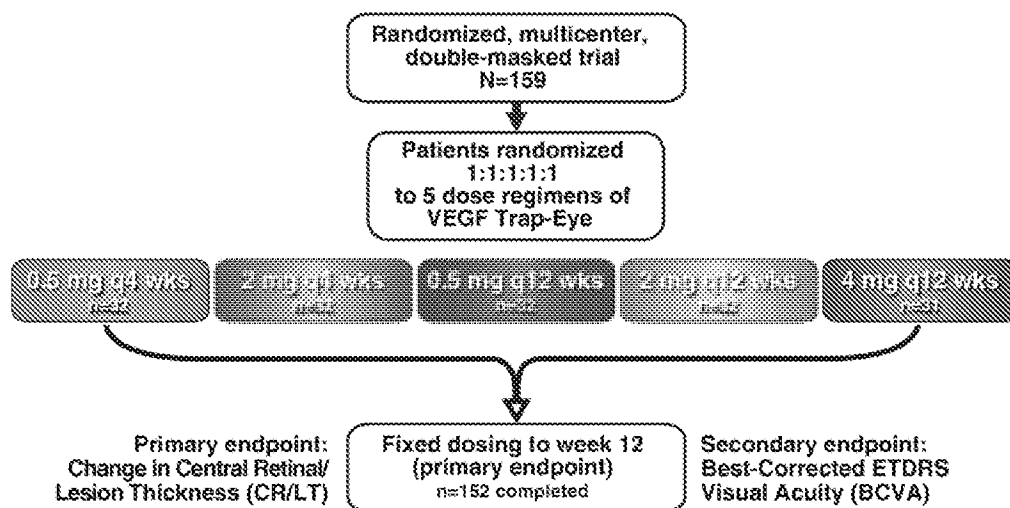 Randomized, multicenter,
double-masked trial
N=159
Patients randomized
1:1:1:1:1
to 5 dose regimens of
VEGF Trap-Eye
0.5 mg q4 wks
n=32
2 mg q4 wks
0.5 mg q12 wks
2 mg q12 wks
4 mg q12 wks
n=31
Primary endpoint:
Change in Central Retinal/
Lesion Thickness (CR/LT)
Fixed dosing to week 12
(primary endpoint)
n=152 completed
Secondary endpoint:
Best-Corrected ETDRS
Visual Acuity (BCVA)